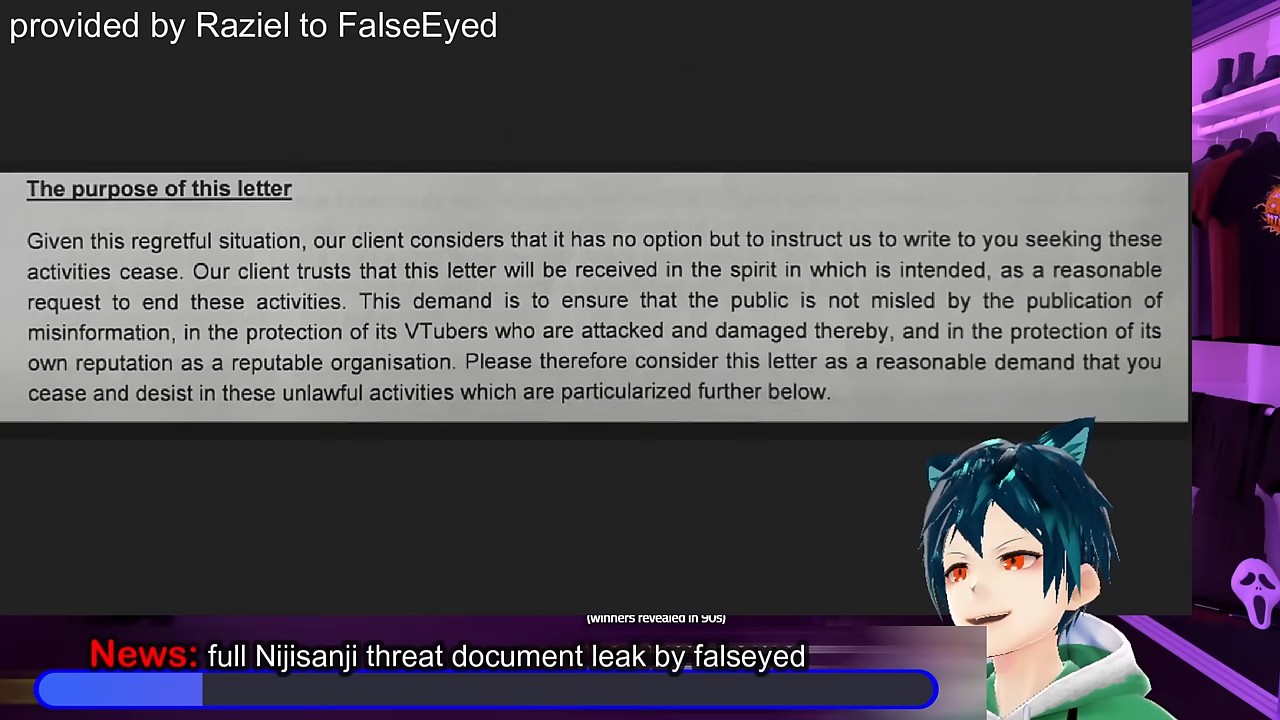 provided by Raziel to FalseEyed
The purpose of this letter
Given this regretful situation, our client considers that it has no option but to instruct us to write to you seeking these
activities cease. Our client trusts that this letter will be received in the spirit in which is intended, as a reasonable
request to end these activities. This demand is to ensure that the public is not misled by the publication of
misinformation, in the protection of its VTubers who are attacked and damaged thereby, and in the protection of its
own reputation as a reputable organisation. Please therefore consider this letter as a reasonable demand that you
cease and desist in these unlawful activities which are particularized further below.
(winners revealed in 90s)
News: full Nijisanji threat document leak by falseyed